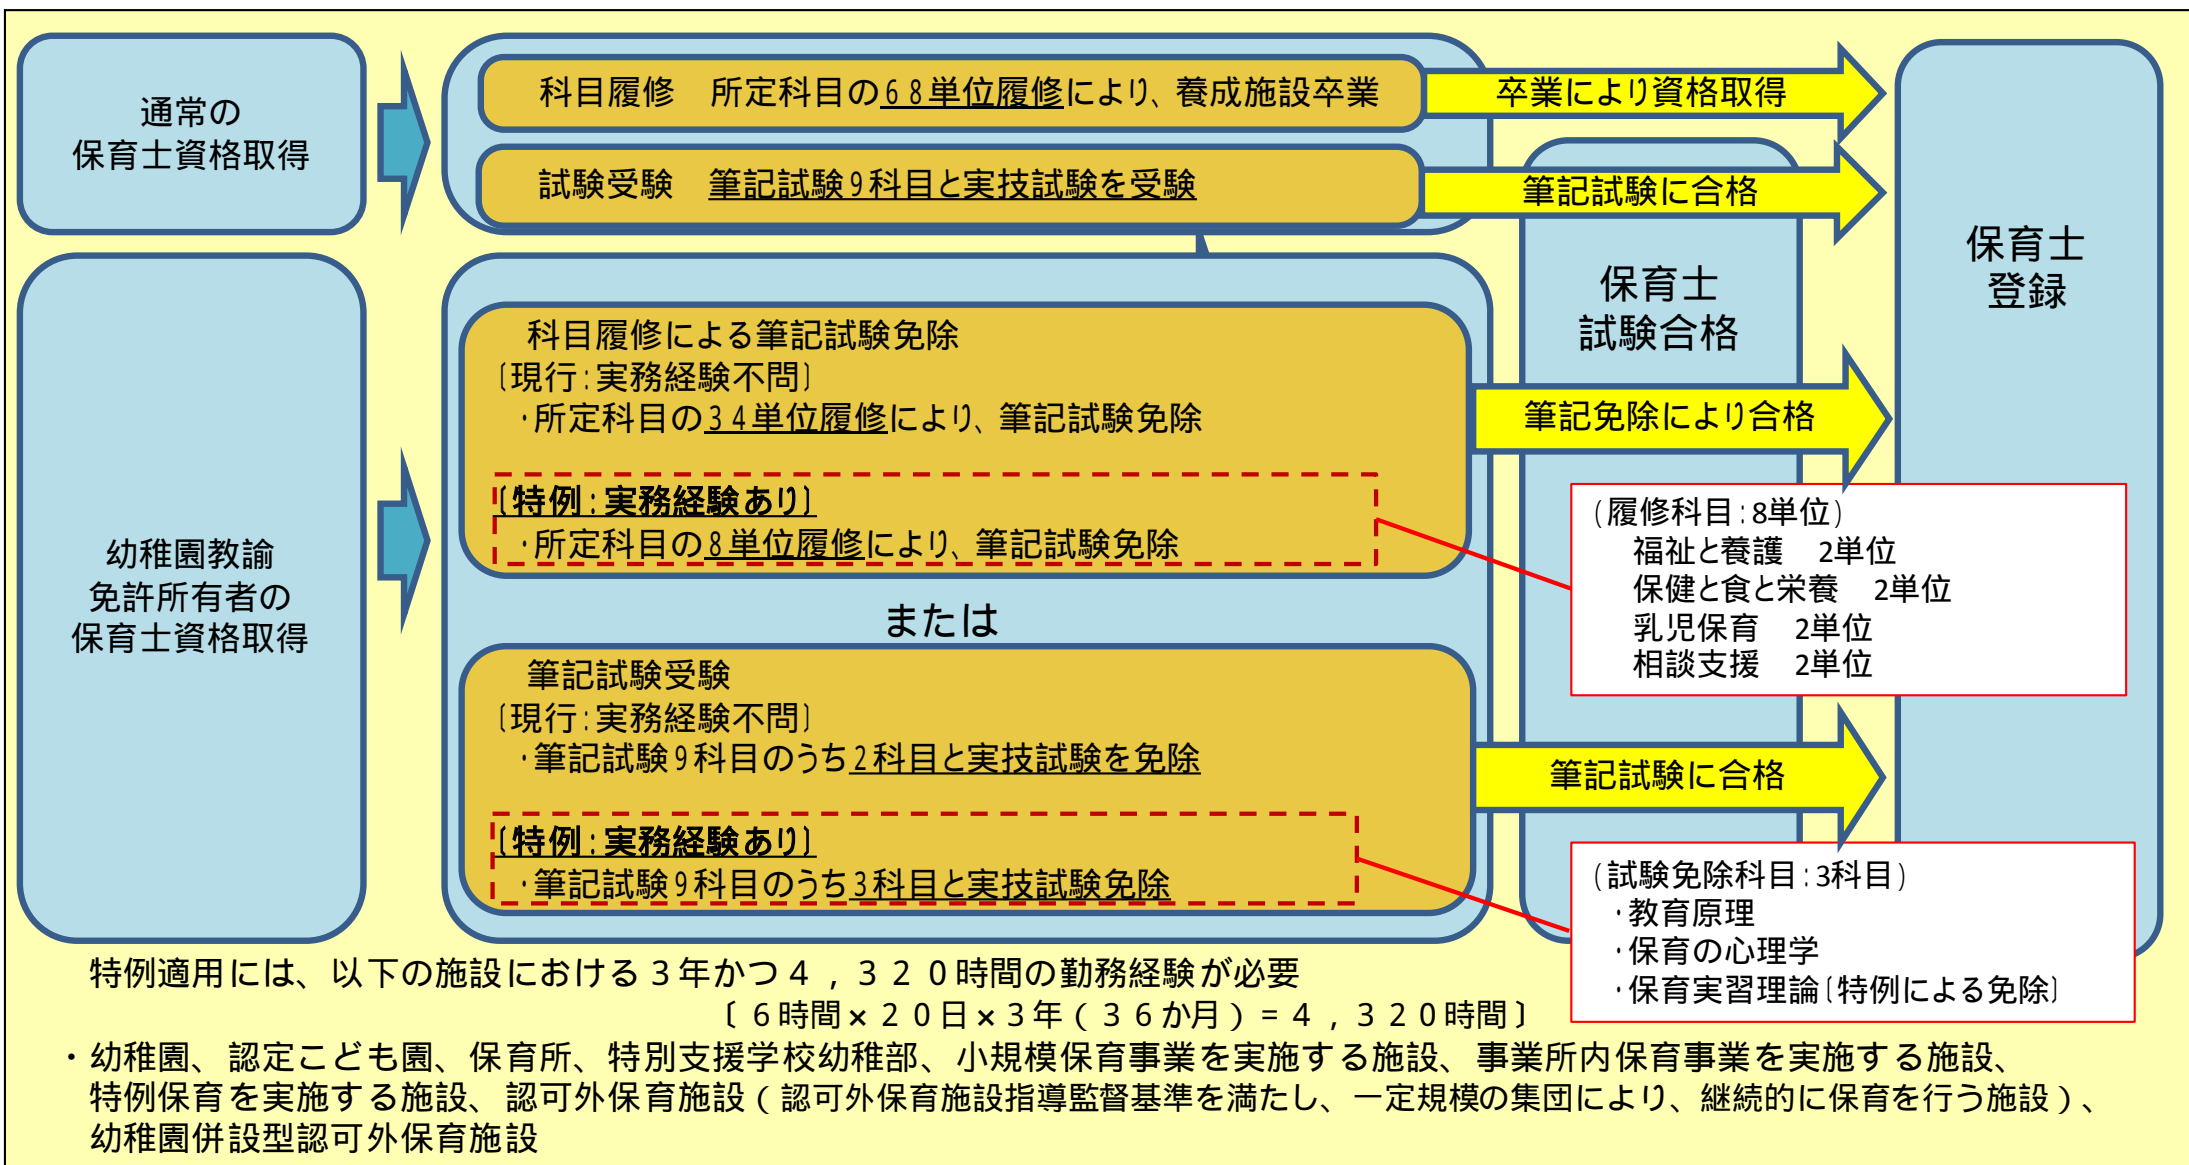 通常の
保育士資格取得
科目履修　所定科目の６８単位履修により、養成施設卒業
卒業により資格取得
試験受験　筆記試験９科目と実技試験を受験
筆記試験に合格
幼稚園教諭
免許所有者の
保育士資格取得
科目履修による筆記試験免除
〔現行：実務経験不問〕
・所定科目の３４単位履修により、筆記試験免除
〔特例：実務経験あり〕
・所定科目の８単位履修により、筆記試験免除
または
筆記試験受験
〔現行：実務経験不問〕
・筆記試験９科目のうち２科目と実技試験を免除
〔特例：実務経験あり〕
・筆記試験９科目のうち３科目と実技試験免除
保育士
試験合格
筆記免除により合格
筆記試験に合格
保育士
登録
（履修科目：8単位）
福祉と養護　2単位
保健と食と栄養　2単位
乳児保育　2単位
相談支援　2単位
（試験免除科目：3科目）
・教育原理
・保育の心理学
・保育実習理論〔特例による免除〕
特例適用には、以下の施設における３年かつ４，３２０時間の勤務経験が必要
〔６時間×２０日×３年（３６か月）＝４，３２０時間〕
・幼稚園、認定こども園、保育所、特別支援学校幼稚部、小規模保育事業を実施する施設、事業所内保育事業を実施する施設、
特例保育を実施する施設、認可外保育施設（認可外保育施設指導監督基準を満たし、一定規模の集団により、継続的に保育を行う施設）、
幼稚園併設型認可外保育施設